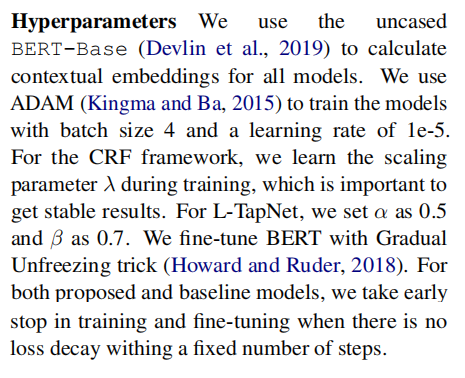 Hyperparameters We use the uncased
BERT-Base (Devlin et al., 2019) to calculate
contextual embeddings for all models. We use
ADAM (Kingma and Ba, 2015) to train the models
with batch size 4 and a learning rate of 1e-5.
For the CRF framework, we learn the scaling
parameter λ during training, which is important to
get stable results. For L-TapNet, we set α as 0.5
and β as 0.7. We fine-tune BERT with Gradual
Unfreezing trick (Howard and Ruder, 2018). For
both proposed and baseline models, we take early
stop in training and fine-tuning when there is no
loss decay withing a fixed number of steps.